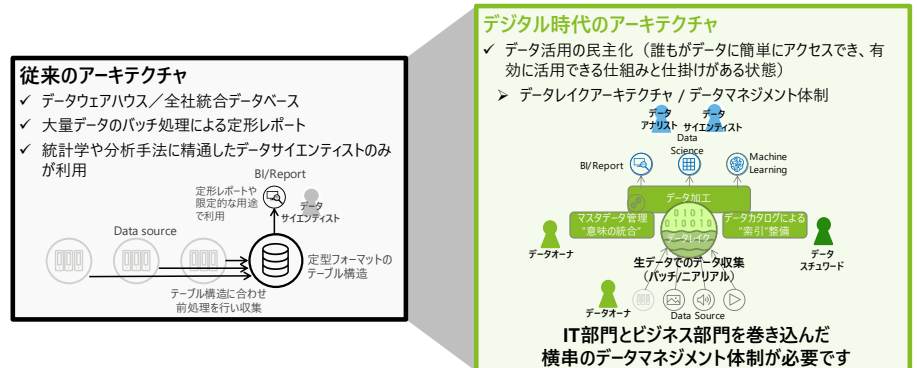 従来のアーキテクチャ
✓ データウェアハウス／全社統合データベース
✓ 大量データのバッチ処理による定形レポート
✓ 統計学や分析手法に精通したデータサイエンティストのみ
が利用
BI/Report
定形レポートや
限定的な用途
で利用
データ
サイエンティスト
Data source
定型フォーマットの
テーブル構造
テーブル構造に合わせ
前処理を行い収集
デジタル時代のアーキテクチャ
✓ データ活用の民主化（誰もがデータに簡単にアクセスでき、有
効に活用できる仕組みと仕掛けがある状態）
➢ データレイクアーキテクチャ / データマネジメント体制
データ
アナリスト
データ
サイエンティスト
Data
Science
BI/Report
Machine
Learning
データ加工
マスタデータ管理
“意味の統合”
0101
010010
データレイク
データカタログによる
“索引”整備
データオーナ
データ
スチュワード
生データでのデータ収集
（バッチ/ニアリアル）
データオーナ
Data Source
IT部門とビジネス部門を巻き込んだ
横串のデータマネジメント体制が必要です